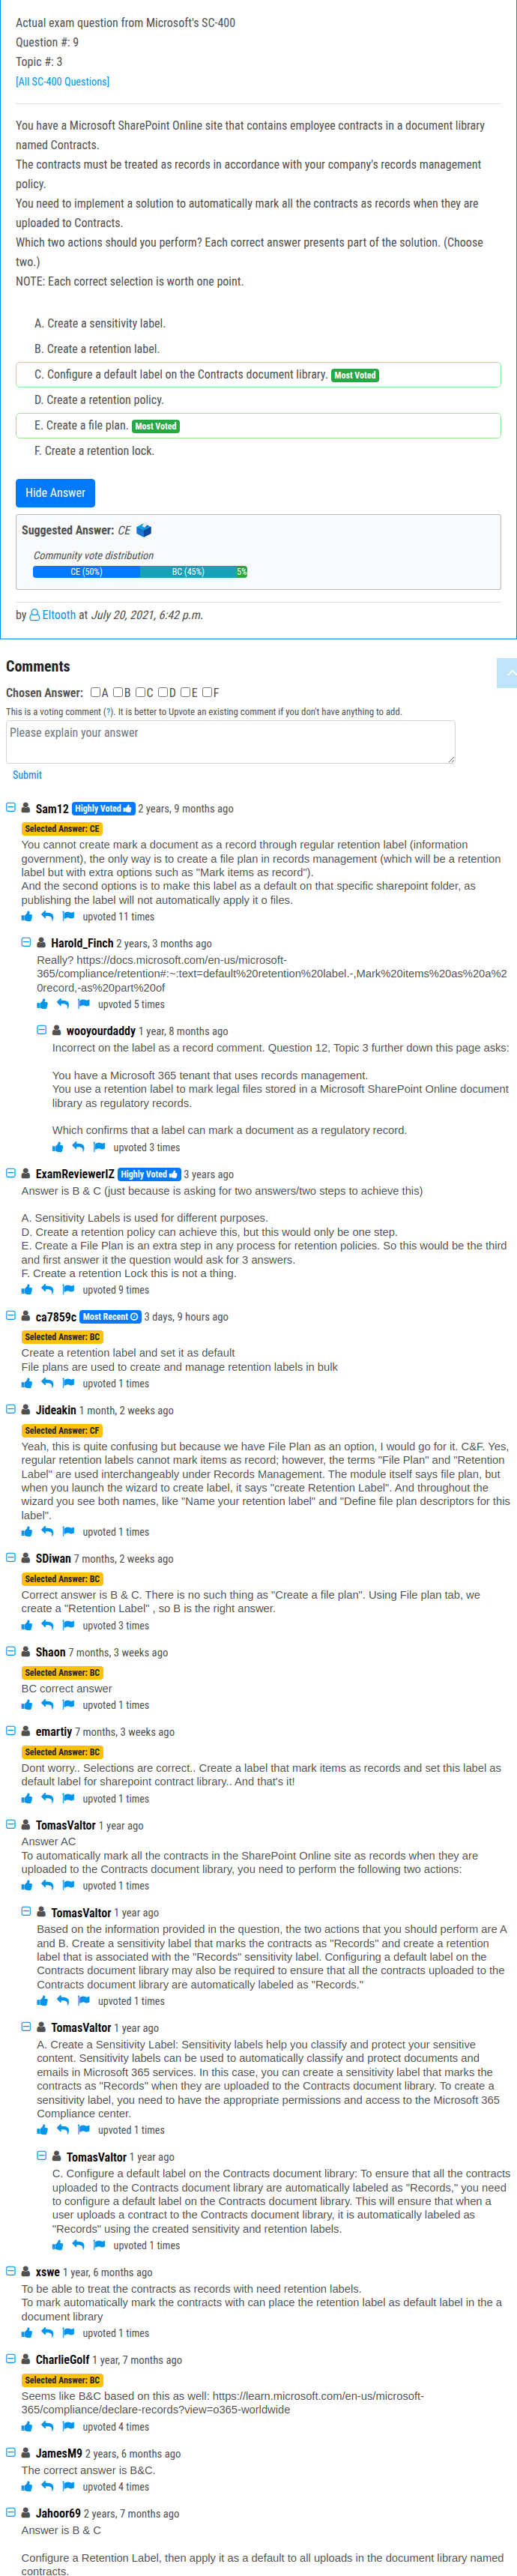 Actual exam question from Microsoft's SC-400
Question #: 9
Topic #: 3
[All SC-400 Questions]
You have a Microsoft SharePoint Online site that contains employee contracts in a document library
named Contracts.
The contracts must be treated as records in accordance with your company's records management
policy.
You need to implement a solution to automatically mark all the contracts as records when they are
uploaded to Contracts.
Which two actions should you perform? Each correct answer presents part of the solution. (Choose
two.)
NOTE: Each correct selection is worth one point.
A. Create a sensitivity label.
B. Create a retention label.
C. Configure a default label on the Contracts document library. Most Voted
D. Create a retention policy.
E. Create a file plan. Most Voted
F. Create a retention lock.
Hide Answer
Suggested Answer: CE
Community vote distribution
CE (50%) BC (45%) 5%
by Eltooth at July 20, 2021, 6:42 p.m.
Comments
Chosen Answer: A B C D E F
This is a voting comment (?). It is better to Upvote an existing comment if you don't have anything to add.
Please explain your answer
Submit
Sam12 Highly Voted 2 years, 9 months ago
Selected Answer: CE
You cannot create mark a document as a record through regular retention label (information
government), the only way is to create a file plan in records management (which will be a retention
label but with extra options such as "Mark items as record").
And the second options is to make this label as a default on that specific sharepoint folder, as
publishing the label will not automatically apply it o files.
upvoted 11 times
Harold_Finch 2 years, 3 months ago
Really? https://docs.microsoft.com/en-us/microsoft-
365/compliance/retention#:~:text=default%20retention%20label.-,Mark%20items%20as%20a%2
0record,-as%20part%20of
upvoted 5 times
wooyourdaddy 1 year, 8 months ago
Incorrect on the label as a record comment. Question 12, Topic 3 further down this page asks:
You have a Microsoft 365 tenant that uses records management.
You use a retention label to mark legal files stored in a Microsoft SharePoint Online document
library as regulatory records.
Which confirms that a label can mark a document as a regulatory record.
upvoted 3 times
ExamReviewerIZ Highly Voted 3 years ago
Answer is B & C (just because is asking for two answers/two steps to achieve this)
A. Sensitivity Labels is used for different purposes.
D. Create a retention policy can achieve this, but this would only be one step.
E. Create a File Plan is an extra step in any process for retention policies. So this would be the third
and first answer it the question would ask for 3 answers.
F. Create a retention Lock this is not a thing.
upvoted 9 times
ca7859c Most Recent 3 days, 9 hours ago
Selected Answer: BC
Create a retention label and set it as default
File plans are used to create and manage retention labels in bulk
upvoted 1 times
Jideakin 1 month, 2 weeks ago
Selected Answer: CF
Yeah, this is quite confusing but because we have File Plan as an option, I would go for it. C&F. Yes,
regular retention labels cannot mark items as record; however, the terms "File Plan" and "Retention
Label" are used interchangeably under Records Management. The module itself says file plan, but
when you launch the wizard to create label, it says "create Retention Label". And throughout the
wizard you see both names, like "Name your retention label" and "Define file plan descriptors for this
label".
upvoted 1 times
SDiwan 7 months, 2 weeks ago
Selected Answer: BC
Correct answer is B & C. There is no such thing as "Create a file plan". Using File plan tab, we
create a "Retention Label" , so B is the right answer.
upvoted 3 times
Shaon 7 months, 3 weeks ago
Selected Answer: BC
BC correct answer
upvoted 1 times
emartiy 7 months, 3 weeks ago
Selected Answer: BC
Dont worry.. Selections are correct.. Create a label that mark items as records and set this label as
default label for sharepoint contract library.. And that's it!
upvoted 1 times
TomasValtor 1 year ago
Answer AC
To automatically mark all the contracts in the SharePoint Online site as records when they are
uploaded to the Contracts document library, you need to perform the following two actions:
upvoted 1 times
TomasValtor 1 year ago
Based on the information provided in the question, the two actions that you should perform are A
and B. Create a sensitivity label that marks the contracts as "Records" and create a retention
label that is associated with the "Records" sensitivity label. Configuring a default label on the
Contracts document library may also be required to ensure that all the contracts uploaded to the
Contracts document library are automatically labeled as "Records."
upvoted 1 times
TomasValtor 1 year ago
A. Create a Sensitivity Label: Sensitivity labels help you classify and protect your sensitive
content. Sensitivity labels can be used to automatically classify and protect documents and
emails in Microsoft 365 services. In this case, you can create a sensitivity label that marks the
contracts as "Records" when they are uploaded to the Contracts document library. To create a
sensitivity label, you need to have the appropriate permissions and access to the Microsoft 365
Compliance center.
upvoted 1 times
TomasValtor 1 year ago
C. Configure a default label on the Contracts document library: To ensure that all the contracts
uploaded to the Contracts document library are automatically labeled as "Records," you need
to configure a default label on the Contracts document library. This will ensure that when a
user uploads a contract to the Contracts document library, it is automatically labeled as
"Records" using the created sensitivity and retention labels.
upvoted 1 times
xswe 1 year, 6 months ago
To be able to treat the contracts as records with need retention labels.
To mark automatically mark the contracts with can place the retention label as default label in the a
document library
upvoted 1 times
CharlieGolf 1 year, 7 months ago
Selected Answer: BC
Seems like B&C based on this as well: https://learn.microsoft.com/en-us/microsoft-
365/compliance/declare-records?view=o365-worldwide
upvoted 4 times
JamesM9 2 years, 6 months ago
The correct answer is B&C.
upvoted 4 times
Jahoor69 2 years, 7 months ago
Answer is B & C
Configure a Retention Label, then apply it as a default to all uploads in the document library named
contracts.